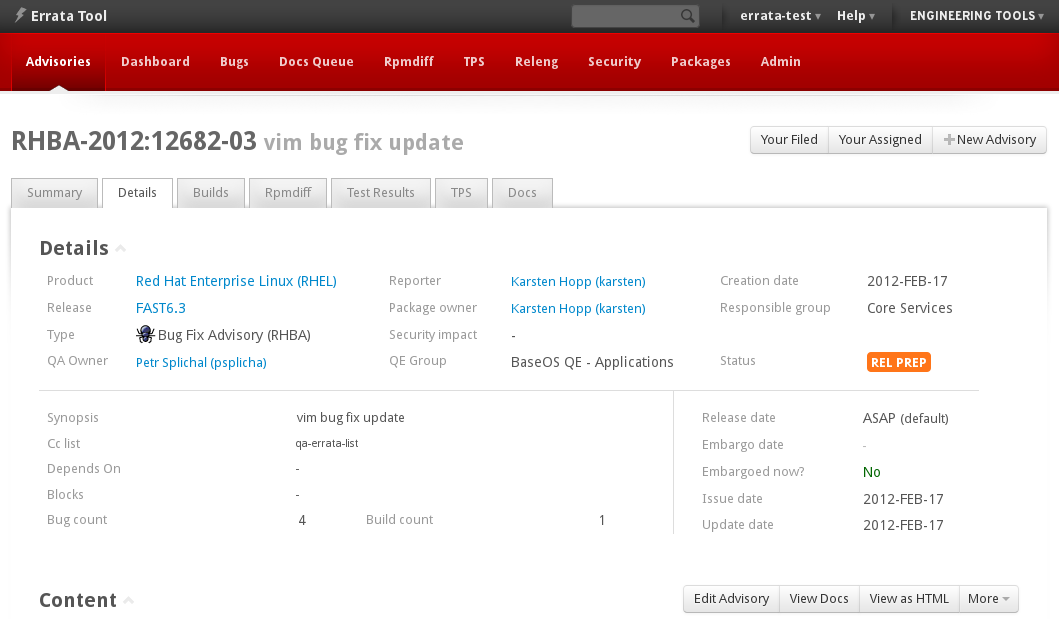 Errata Tool errata-test Help ENGINEERING TOOLS
Advisories Dashboard Bugs Docs Queue Rpmdiff TPS Releng Security Packages Admin
RHBA-2012:12682-03 vim bug fix update Your Filed Your Assigned New Advisory
Summary Details Builds Rpmdiff Test Results TPS Docs
Details
Product Red Hat Enterprise Linux (RHEL) Reporter Karsten Hopp (karsten) Creation date 2012-FEB-17
Release FAST6.3 Package owner Karsten Hopp (karsten) Responsible group Core Services
Type Bug Fix Advisory (RHBA) Security impact -
QA Owner Petr Splichal (psplicha) QE Group BaseOS QE - Applications Status REL PREP
Synopsis vim bug fix update Release date ASAP (default)
Cc list qa-errata-list Embargo date -
Depends On - Embargoed now? No
Blocks - Issue date 2012-FEB-17
Bug count 4 Build count 1 Update date 2012-FEB-17
Content Edit Advisory View Docs View as HTML More